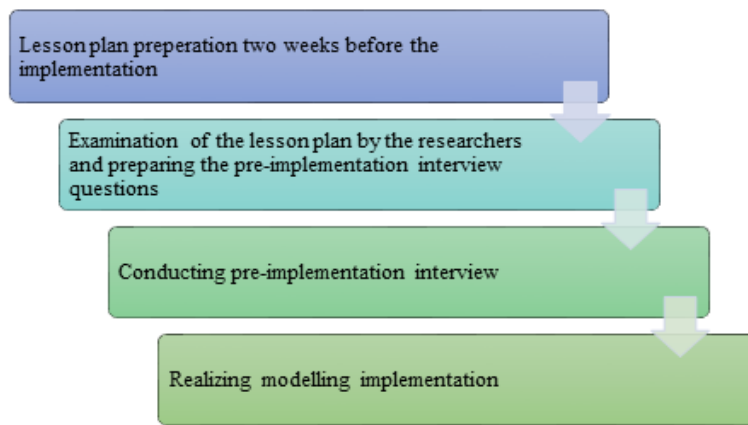 Lesson plan preperation two weeks before the
implementation
Examination of the lesson plan by the researchers
and preparing the pre-implementation interview
questions
Conducting pre-implementation interview
Realizing modelling implementation